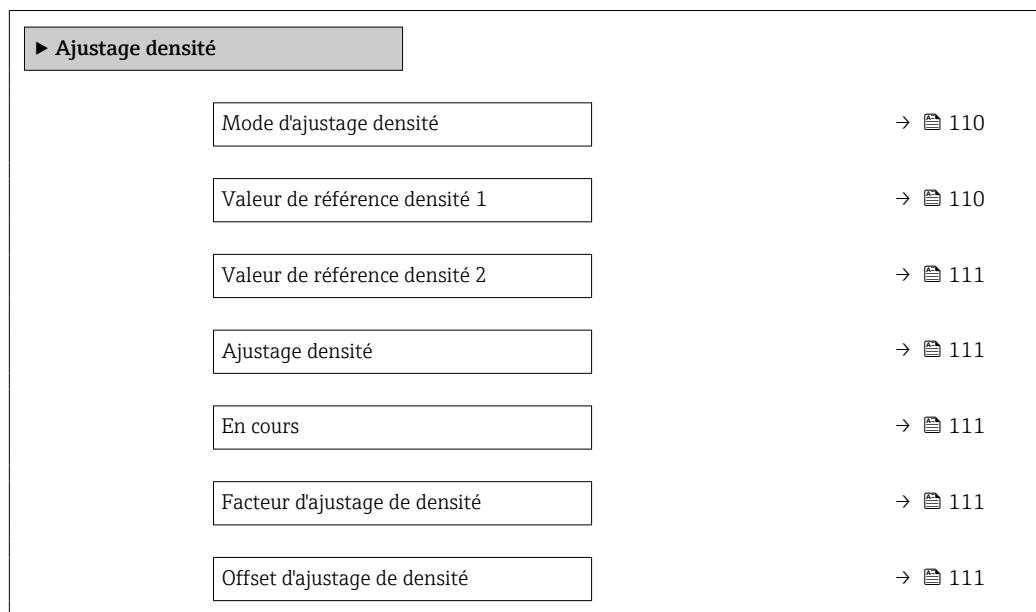 ▶ Ajustage densité
Mode d'ajustage densité → 110
Valeur de référence densité 1 → 110
Valeur de référence densité 2 → 111
Ajustage densité → 111
En cours → 111
Facteur d'ajustage de densité → 111
Offset d'ajustage de densité → 111